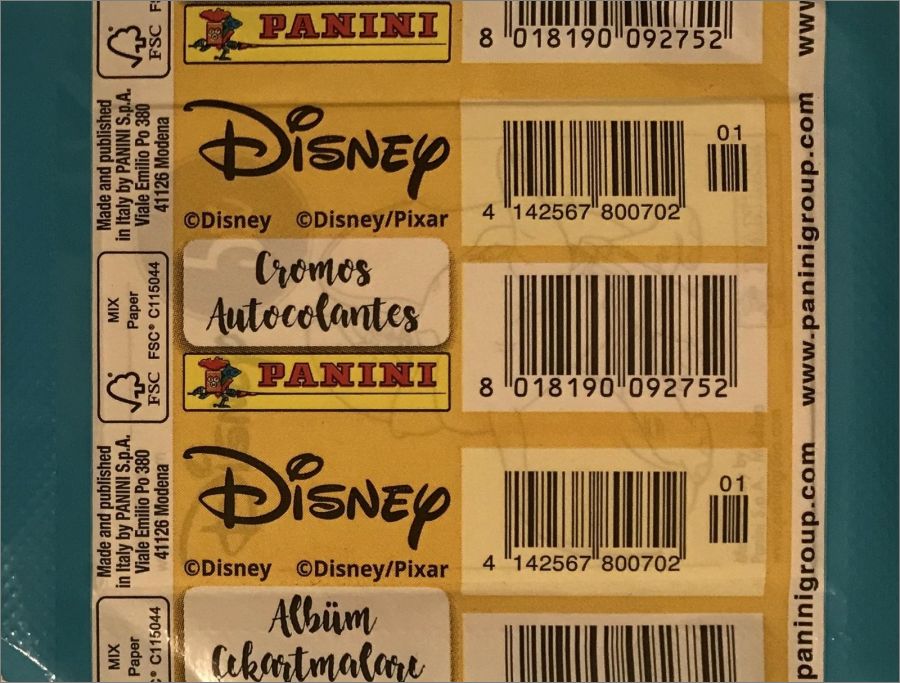 FSC
PANINI
8 018190 092752
Made and published
in Italy by PANINI S.p.A.
Viale Emilio Po 380
41126 Modena
Disney
©Disney ©Disney/Pixar
01
4 142567 800702
www.paninigroup.com
MIX
Paper
FSC® C115044
FSC
Cromos
Autocolantes
PANINI
8 018190 092752
Made and published
in Italy by PANINI S.p.A.
Viale Emilio Po 380
41126 Modena
Disney
©Disney ©Disney/Pixar
01
4 142567 800702
paninigroup.com
MIX
Paper
C115044
Albüm